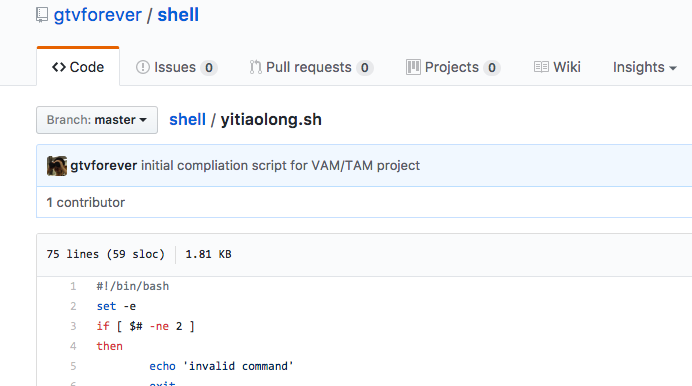 gtvforever / shell
Code Issues 0 Pull requests 0 Projects 0 Wiki Insights
Branch: master shell / yitiaolong.sh
gtvforever initial compliation script for VAM/TAM project
1 contributor
75 lines (59 sloc) 1.81 KB
1 #!/bin/bash
2 set -e
3 if [ $# -ne 2 ]
4 then
5 echo 'invalid command'
6 exit